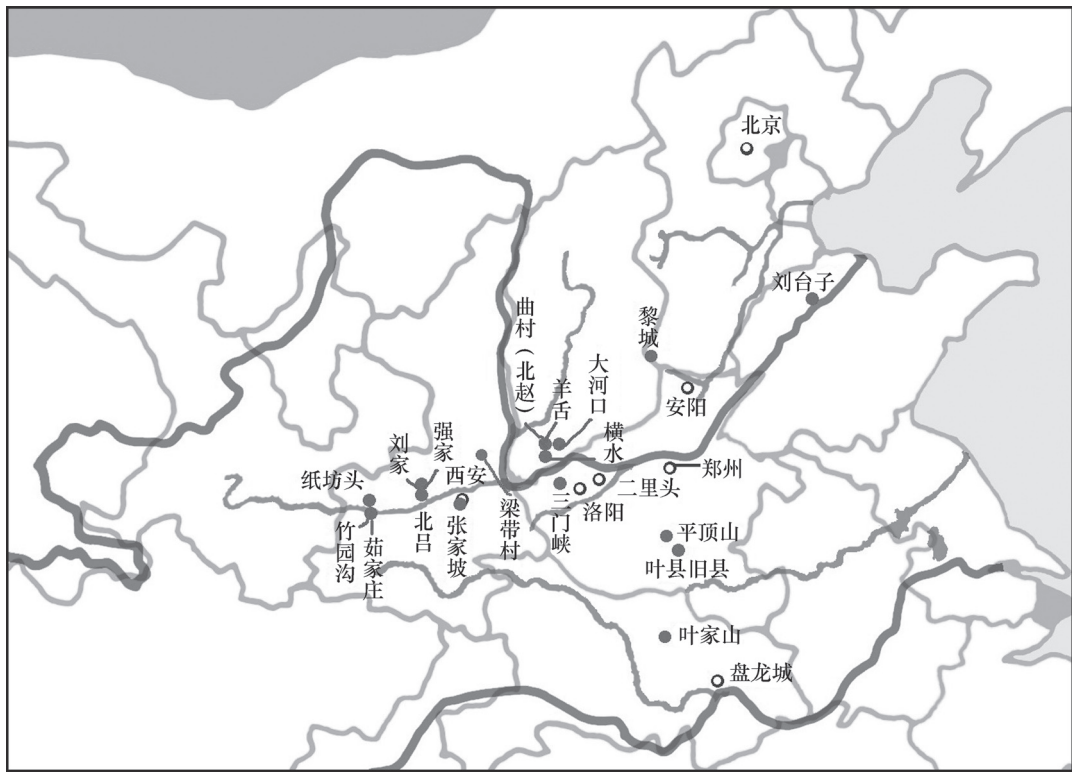 北京
刘台子
黎城
曲村（北赵）
大河口
羊舌
安阳
横水
强家
刘家
西安
郑州
纸坊头
二里头
洛阳
三门峡
梁带村
北吕
张家坡
竹园沟
茹家庄
平顶山
叶县旧县
叶家山
盘龙城